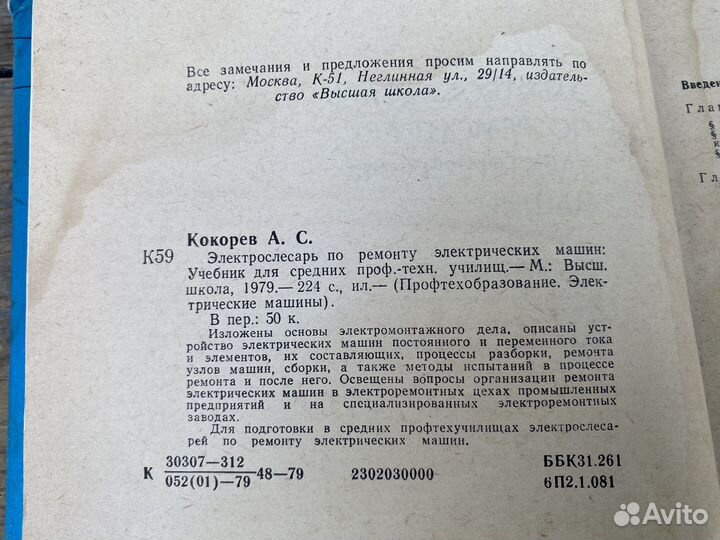 Все замечания и предложения просим направлять по
адресу: Москва, К-51, Неглинная ул., 29/14, издатель-
ство «Высшая школа».
Кокорев А. С.
К59 Электрослесарь по ремонту электрических машин:
Учебник для средних проф.-техн. училищ.— М.: Высш.
школа, 1979.— 224 с., ил.— (Профтехобразование. Элек-
трические машины).
В пер.: 50 к.
Изложены основы электромонтажного дела, описаны уст-
ройство электрических машин постоянного и переменного тока
и элементов, их составляющих, процессы разборки, ремонта
узлов машин, сборки, а также методы испытаний в процессе
ремонта и после него. Освещены вопросы организации ремонта
электрических машин в электроремонтных цехах промышленных
предприятий и на специализированных электроремонтных
заводах.
Для подготовки в средних профтехучилищах электрослеса-
рей по ремонту электрических машин.
К 30307—312
052(01)—79 48—79 2302030000
ББК31.261
6П2.1.081
Введен
Глав
§
§
к
§
Гл
Avito